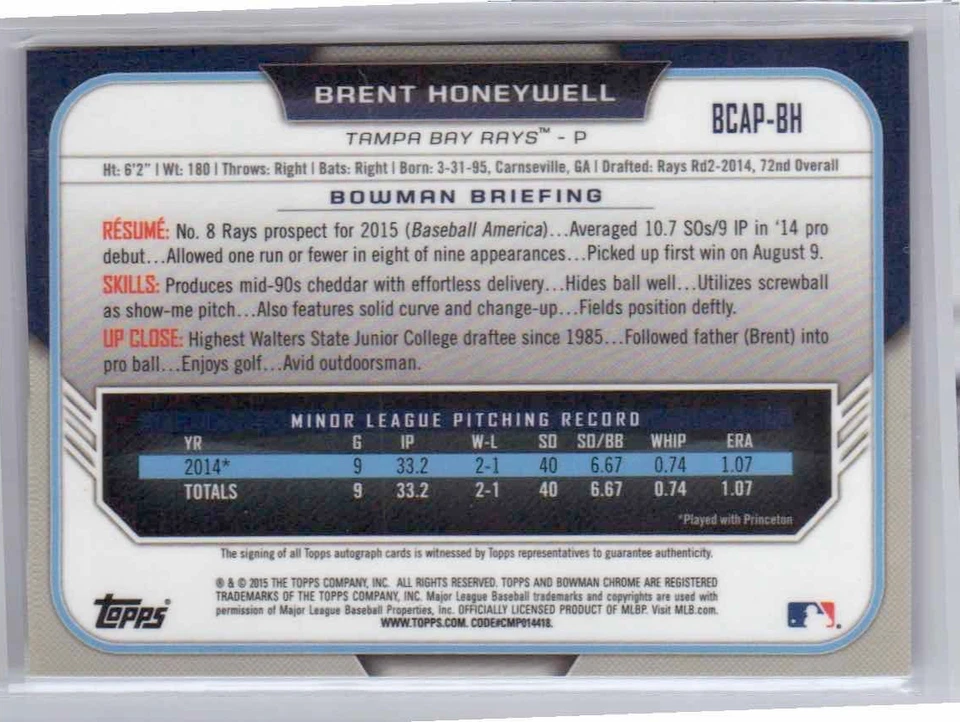 BRENT HONEYWELL
BCAP-BH
TAMPA BAY RAYS™ - P
Ht: 6'2" | Wt: 180 | Throws: Right | Bats: Right | Born: 3-31-95, Carnseville, GA | Drafted: Rays Rd2-2014, 72nd Overall
BOWMAN BRIEFING
RÉSUMÉ: No. 8 Rays prospect for 2015 (Baseball America)...Averaged 10.7 SOs/9 IP in '14 pro
debut...Allowed one run or fewer in eight of nine appearances...Picked up first win on August 9.
SKILLS: Produces mid-90s cheddar with effortless delivery...Hides ball well...Utilizes screwball
as show-me pitch...Also features solid curve and change-up...Fields position deftly.
UP CLOSE: Highest Walters State Junior College draftee since 1985...Followed father (Brent) into
pro ball...Enjoys golf...Avid outdoorsman.
MINOR LEAGUE PITCHING RECORD
YR G IP W-L SO SO/BB WHIP ERA
2014* 9 33.2 2-1 40 6.67 0.74 1.07
TOTALS 9 33.2 2-1 40 6.67 0.74 1.07
*Played with Princeton
The signing of all Topps autograph cards is witnessed by Topps representatives to guarantee authenticity.
® & © 2015 THE TOPPS COMPANY, INC. ALL RIGHTS RESERVED. TOPPS AND BOWMAN CHROME ARE REGISTERED
TRADEMARKS OF THE TOPPS COMPANY, INC. Major League Baseball trademarks and copyrights are used with
permission of Major League Baseball Properties, Inc. OFFICIALLY LICENSED PRODUCT OF MLBP. Visit MLB.com.
WWW.TOPPS.COM. CODE#CMP014418.
Topps®